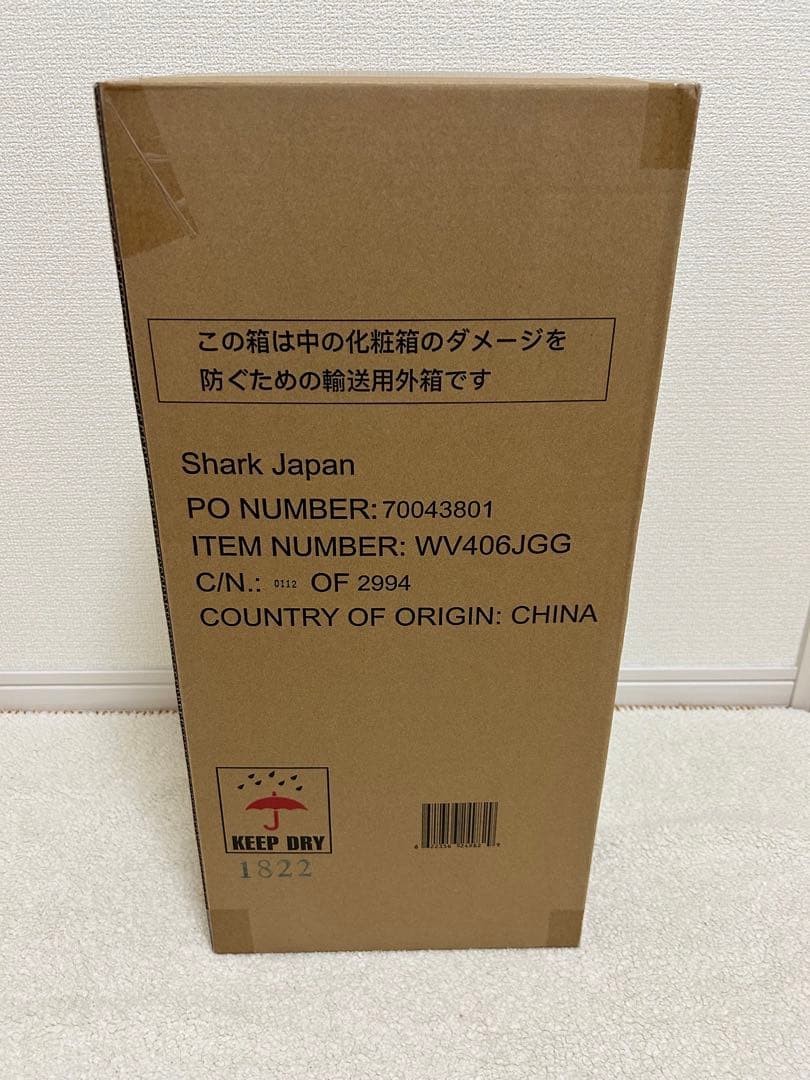 この箱は中の化粧箱のダメージを
防ぐための輸送用外箱です
Shark Japan
PO NUMBER: 70043801
ITEM NUMBER: WV406JGG
C/N.: 0112 OF 2994
COUNTRY OF ORIGIN: CHINA
KEEP DRY
1822